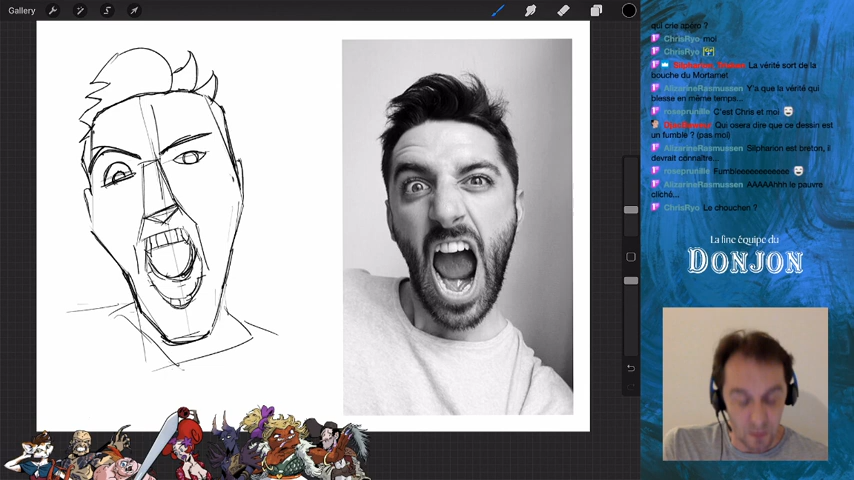 Gallery
qui crie apéro ?
ChrisRyo moi
ChrisRyo
La vérité sort de la
bouche du Mortamet
AlizarineRasmussen Y'a que la vérité qui
blesse en même temps...
roseprunille C'est Chris et moi
Qui osera dire que ce dessin est
un fumble ? (pas moi)
AlizarineRasmussen Silpharion est breton, il
devrait connaître...
roseprunille Fumbleeeeeeeeeee
AlizarineRasmussen AAAAAhhh le pauvre
cliché...
ChrisRyo Le chouchen ?
La fine équipe du
DONJON